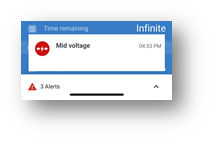 Time remaining Infinite
Mid voltage 04:53 PM
3 Alerts